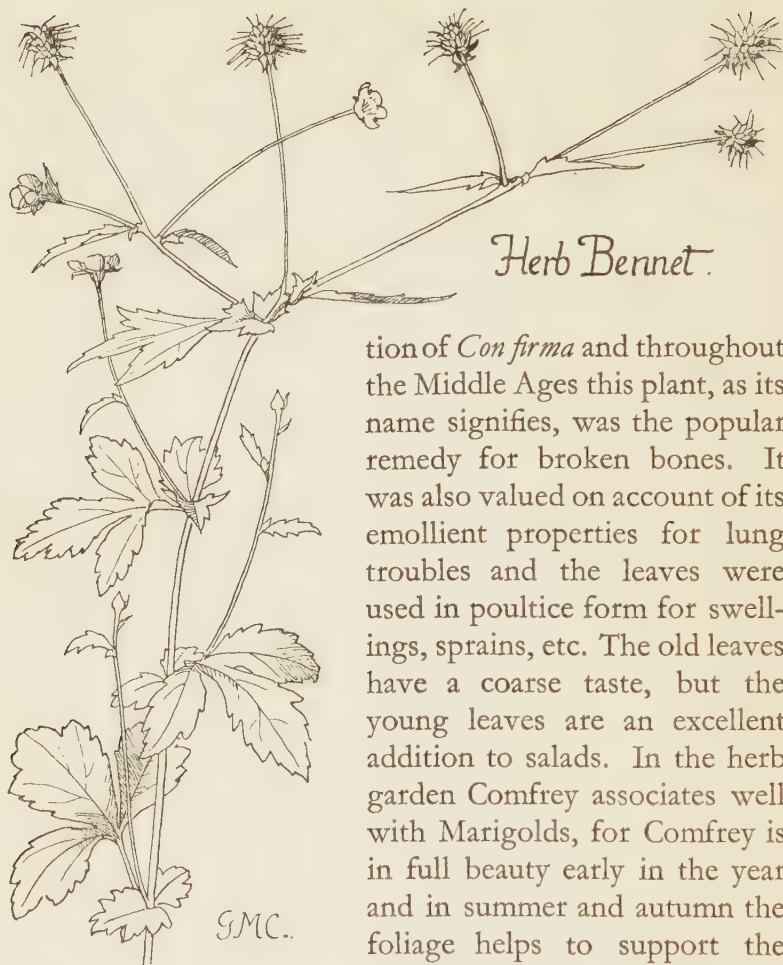 Herb Bennet.
tion of Con firma and throughout
the Middle Ages this plant, as its
name signifies, was the popular
remedy for broken bones. It
was also valued on account of its
emollient properties for lung
troubles and the leaves were
used in poultice form for swell-
ings, sprains, etc. The old leaves
have a coarse taste, but the
young leaves are an excellent
addition to salads. In the herb
garden Comfrey associates well
with Marigolds, for Comfrey is
in full beauty early in the year
and in summer and autumn the
foliage helps to support the
GMC.